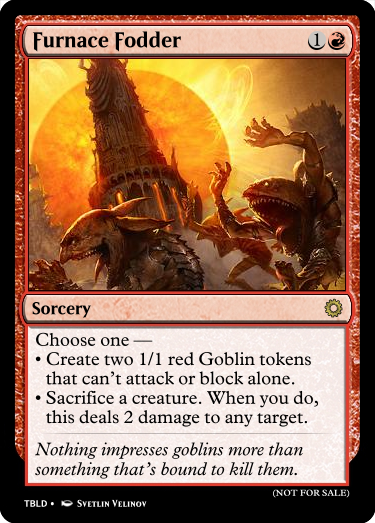 Furnace Fodder 1
Sorcery
Choose one —
• Create two 1/1 red Goblin tokens
that can't attack or block alone.
• Sacrifice a creature. When you do,
this deals 2 damage to any target.
Nothing impresses goblins more than
something that's bound to kill them.
(NOT FOR SALE)
TBLD • Svetlin Velinov